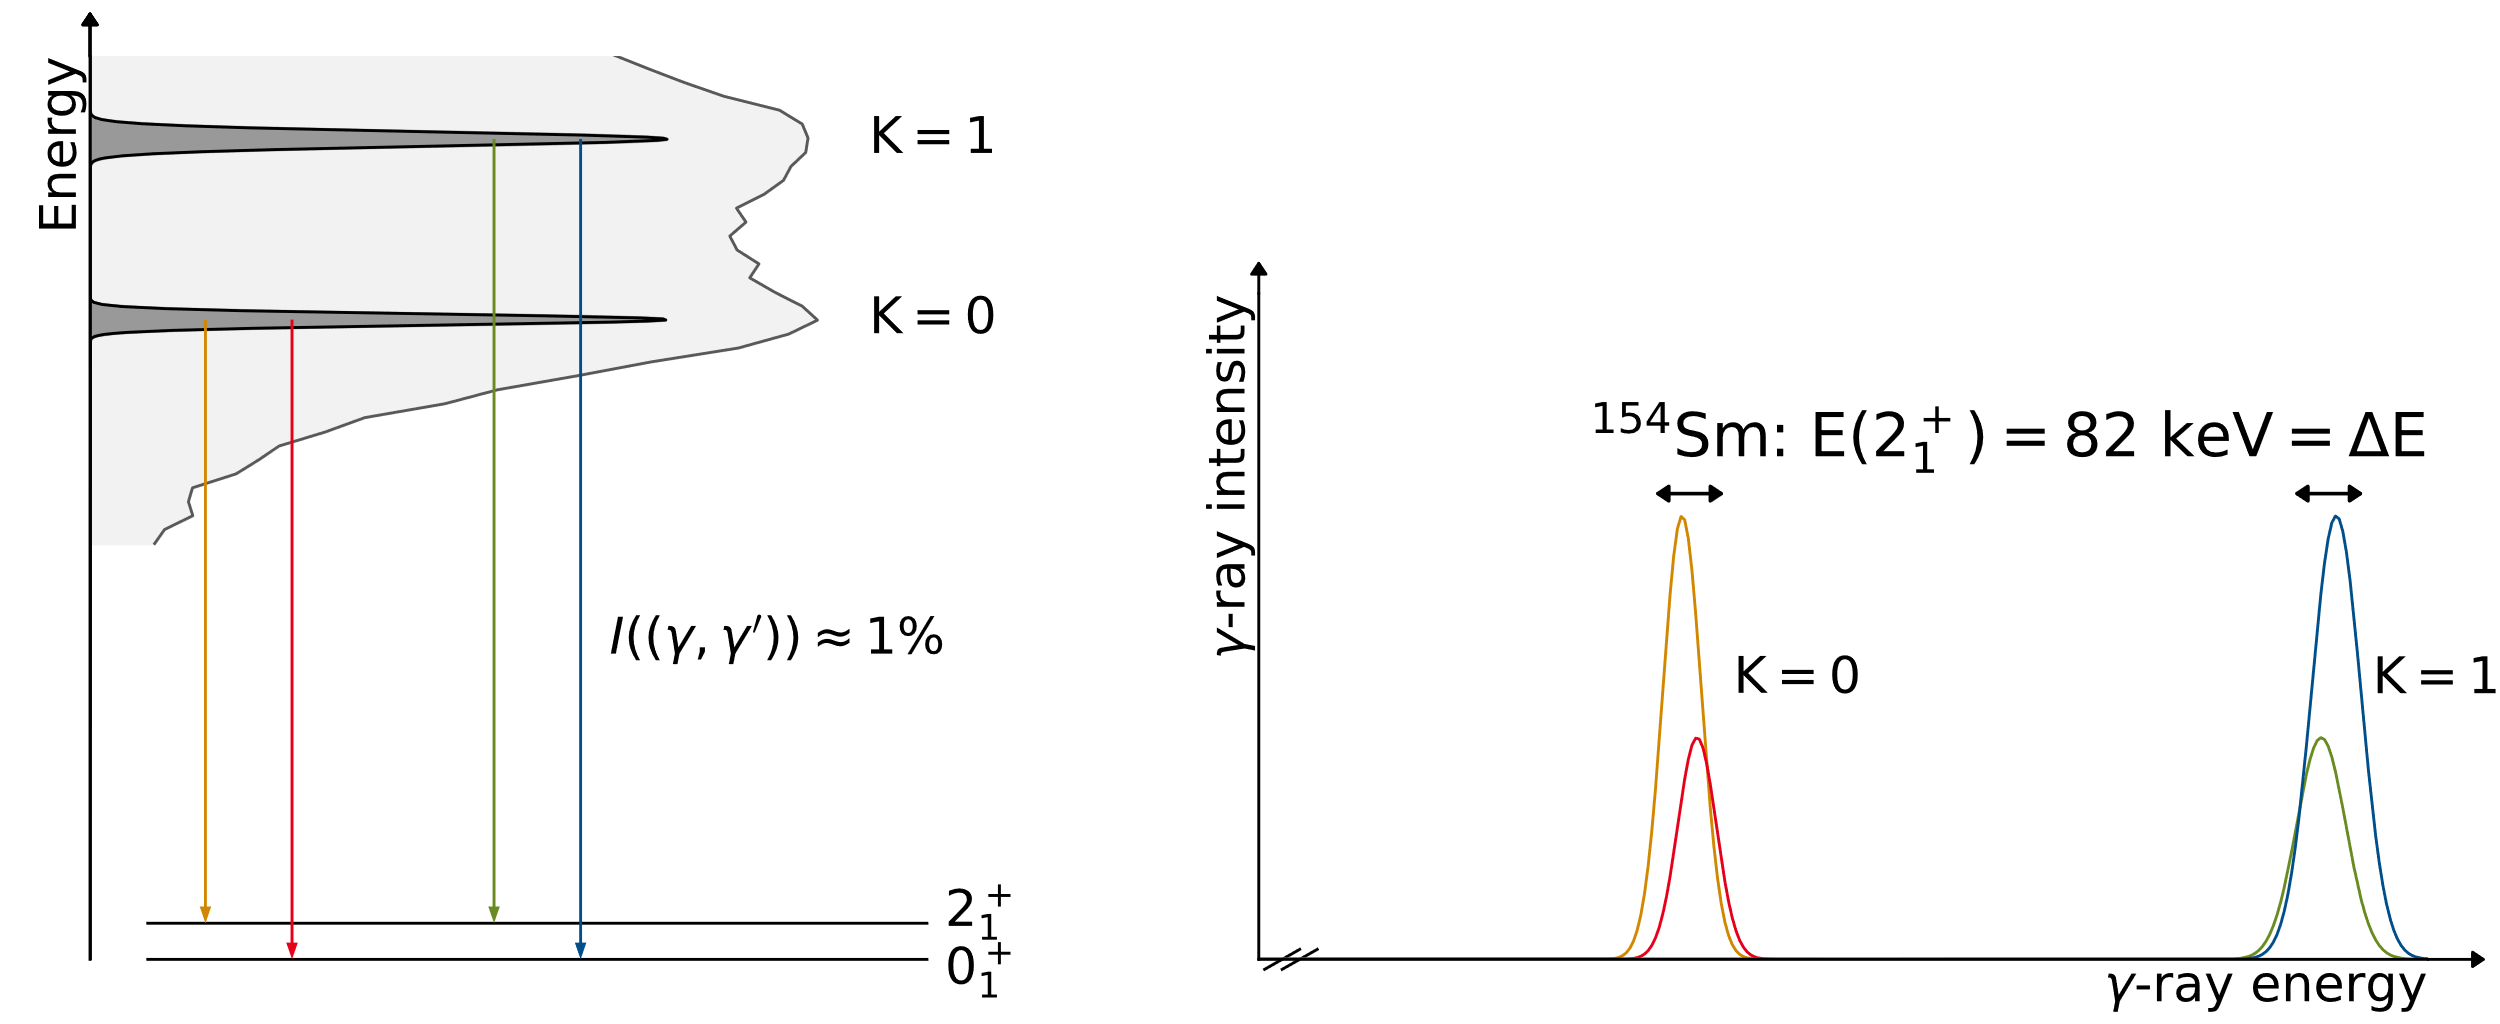 Energy
K = 1
K = 0
I((γ, γ′)) ≈ 1%
2₁⁺
0₁⁺
γ-ray intensity
¹⁵⁴Sm: E(2₁⁺) = 82 keV = ΔE
K = 0
K = 1
γ-ray energy